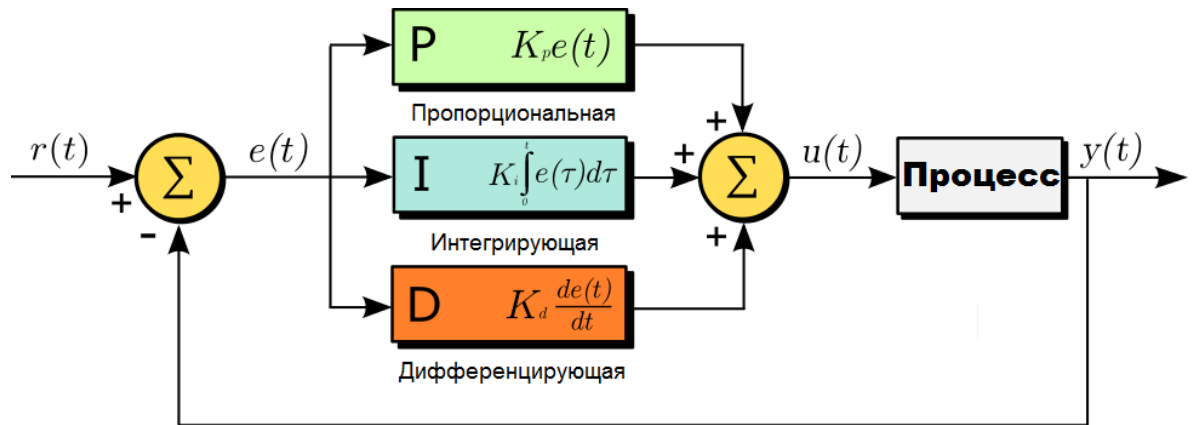 P K_p e(t)
Пропорциональная
r(t)
Σ
+
-
e(t)
I K_i ∫_0^t e(τ)dτ
Интегрирующая
D K_d de(t)/dt
Дифференцирующая
+
+
+
Σ
u(t)
Процесс
y(t)